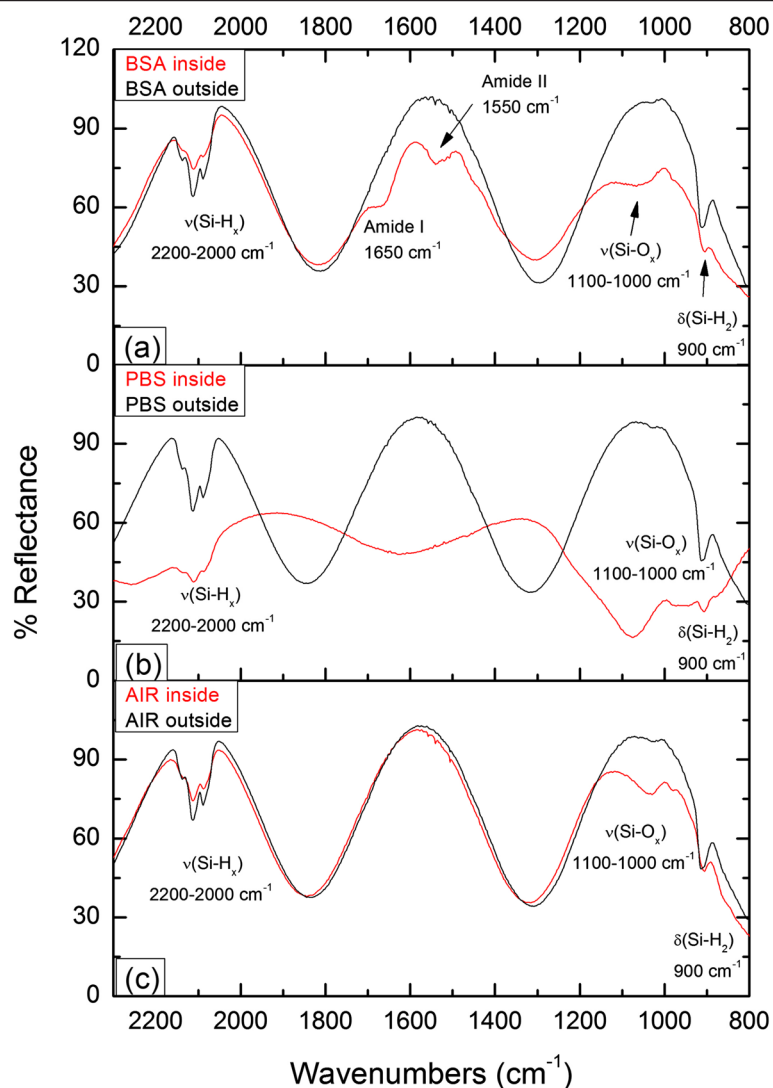 2200 2000 1800 1600 1400 1200 1000 800
120
90
60
30
0
BSA inside
BSA outside
Amide II
1550 cm⁻¹
ν(Si-Hₓ)
2200-2000 cm⁻¹
Amide I
1650 cm⁻¹
ν(Si-Oₓ)
1100-1000 cm⁻¹
δ(Si-H₂)
900 cm⁻¹
(a)
PBS inside
PBS outside
90
60
30
0
ν(Si-Hₓ)
2200-2000 cm⁻¹
ν(Si-Oₓ)
1100-1000 cm⁻¹
δ(Si-H₂)
900 cm⁻¹
(b)
% Reflectance
AIR inside
AIR outside
90
60
30
0
ν(Si-Hₓ)
2200-2000 cm⁻¹
ν(Si-Oₓ)
1100-1000 cm⁻¹
δ(Si-H₂)
900 cm⁻¹
(c)
2200 2000 1800 1600 1400 1200 1000 800
Wavenumbers (cm⁻¹)